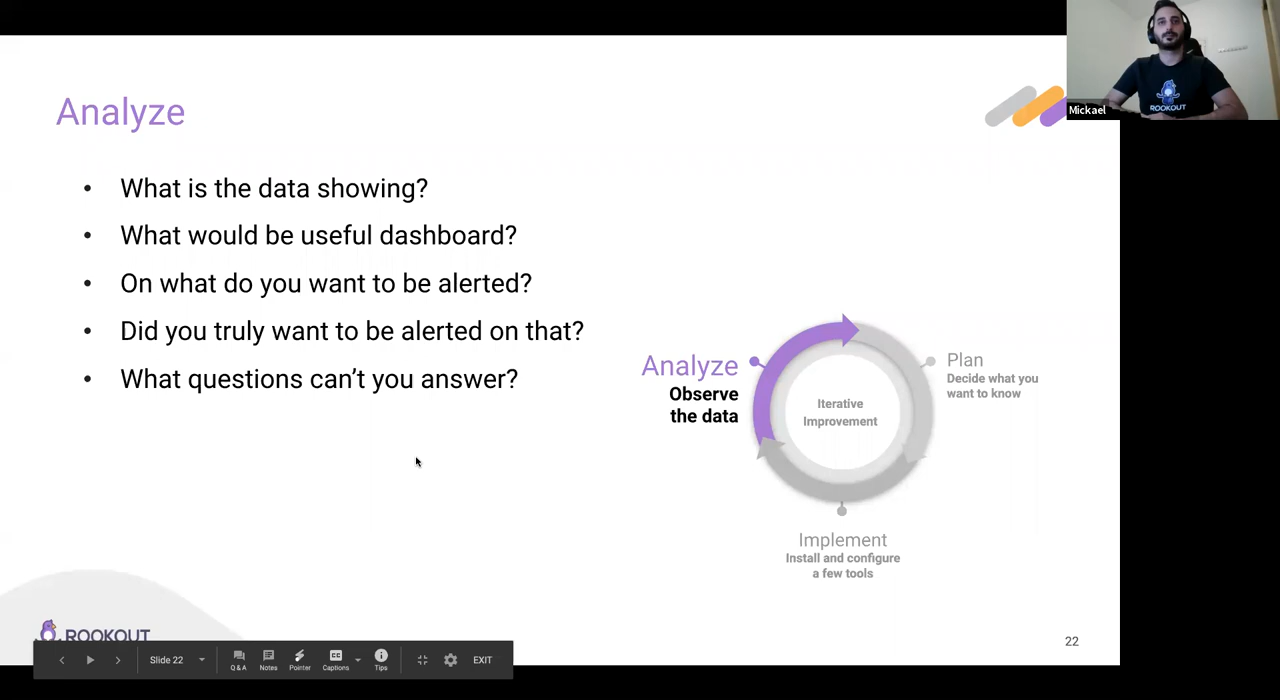 Analyze
Mickael
ROOKOUT
• What is the data showing?
• What would be useful dashboard?
• On what do you want to be alerted?
• Did you truly want to be alerted on that?
• What questions can’t you answer?
Analyze
Observe
the data
Iterative
Improvement
Plan
Decide what you
want to know
Implement
Install and configure
a few tools
ROOKOUT
22
Slide 22
Q&A
Notes
Pointer
CC
Captions
Tips
EXIT